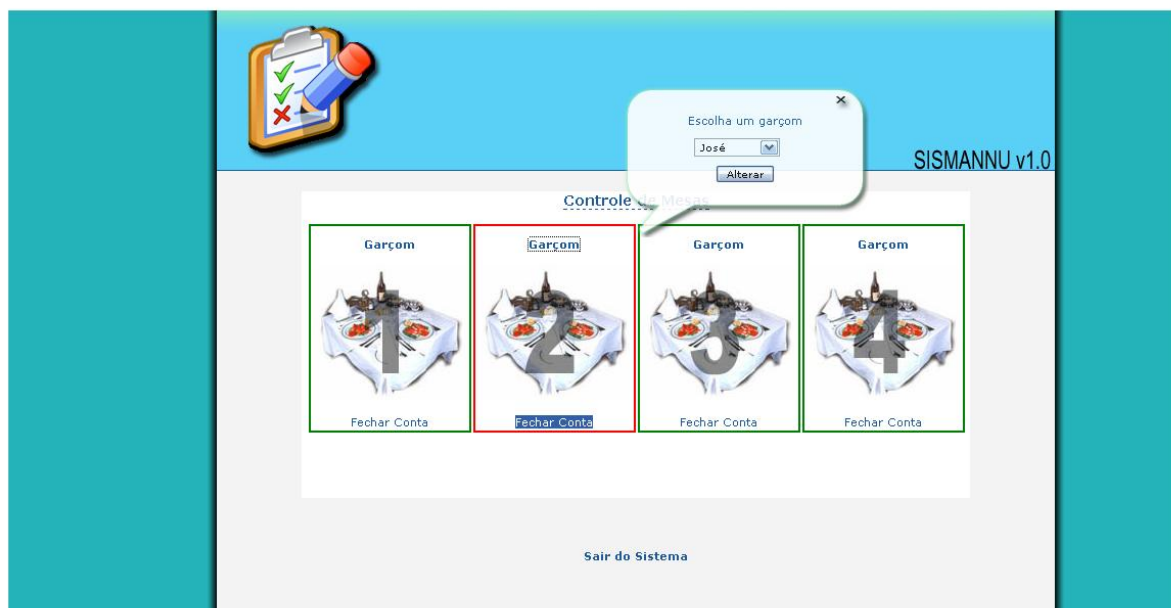 Escolha um garçom
José
Alterar
SISMANNU v1.0
Controle de Mesas
Garçom Garçom Garçom Garçom
1 2 3 4
Fechar Conta Fechar Conta Fechar Conta Fechar Conta
Sair do Sistema